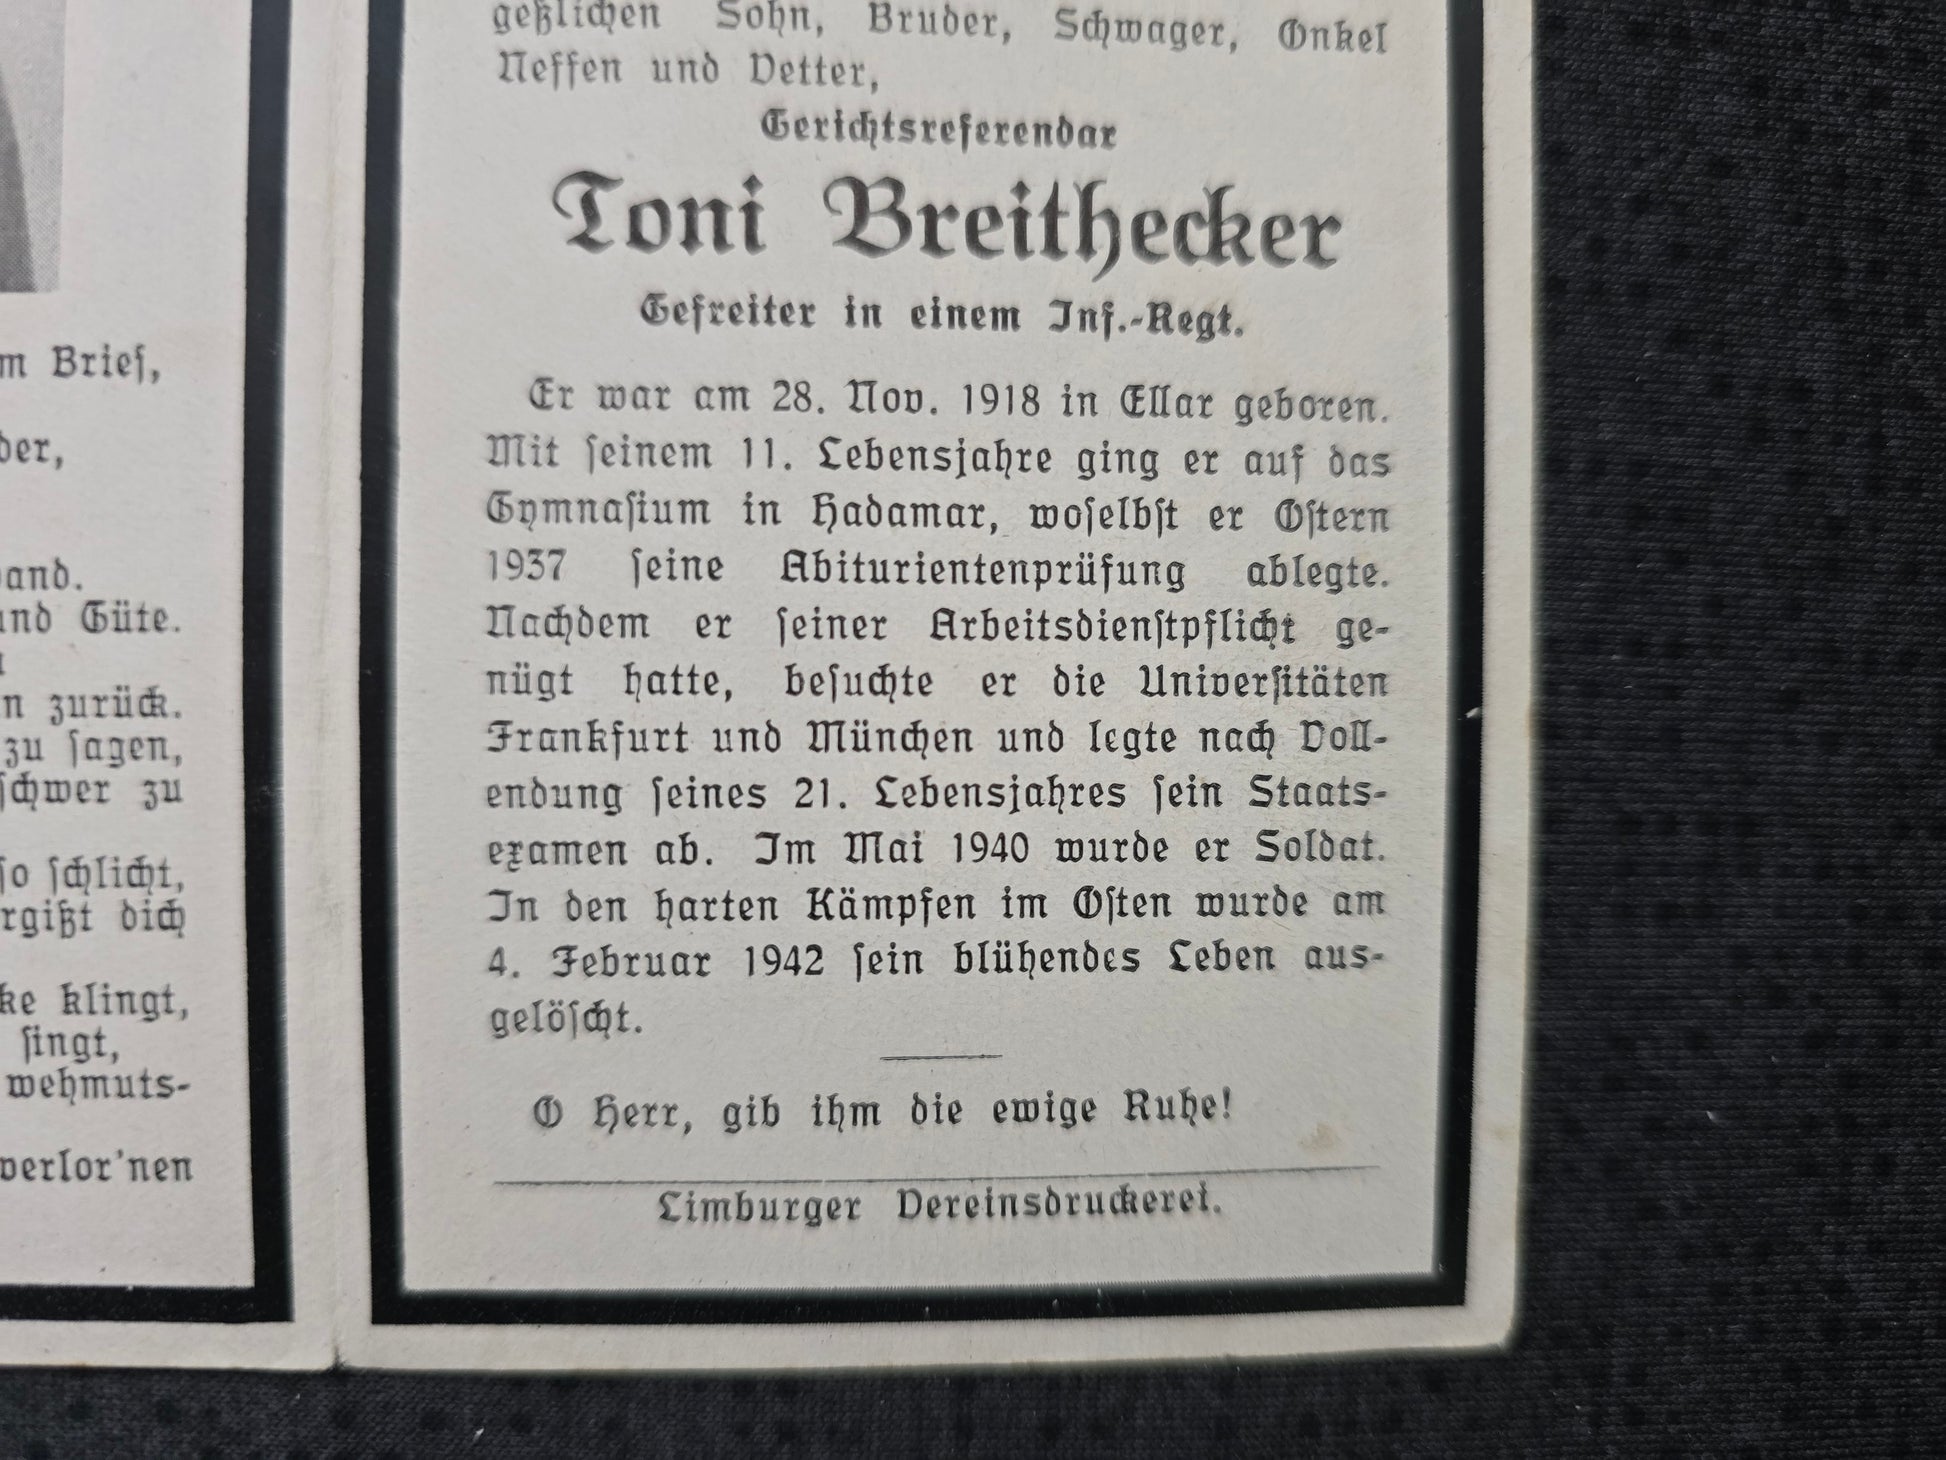 m Brief,
der,
and.
und Güte.
n zurück.
zu sagen,
schwer zu
so schlicht,
rgißt dich
ke klingt,
singt,
wehmuts-
verlor'nen
geßlichen Sohn, Bruder, Schwager, Onkel
Neffen und Vetter,
Gerichtsreferendar
Toni Breithecker
Gefreiter in einem Inf.-Regt.
Er war am 28. Nov. 1918 in Ellar geboren.
Mit seinem 11. Lebensjahre ging er auf das
Gymnasium in Hadamar, woselbst er Ostern
1937 seine Abiturientenprüfung ablegte.
Nachdem er seiner Arbeitsdienstpflicht ge-
nügt hatte, besuchte er die Universitäten
Frankfurt und München und legte nach Voll-
endung seines 21. Lebensjahres sein Staats-
examen ab. Im Mai 1940 wurde er Soldat.
In den harten Kämpfen im Osten wurde am
4. Februar 1942 sein blühendes Leben aus-
gelöscht.
O Herr, gib ihm die ewige Ruhe!
Limburger Vereinsdruckerei.